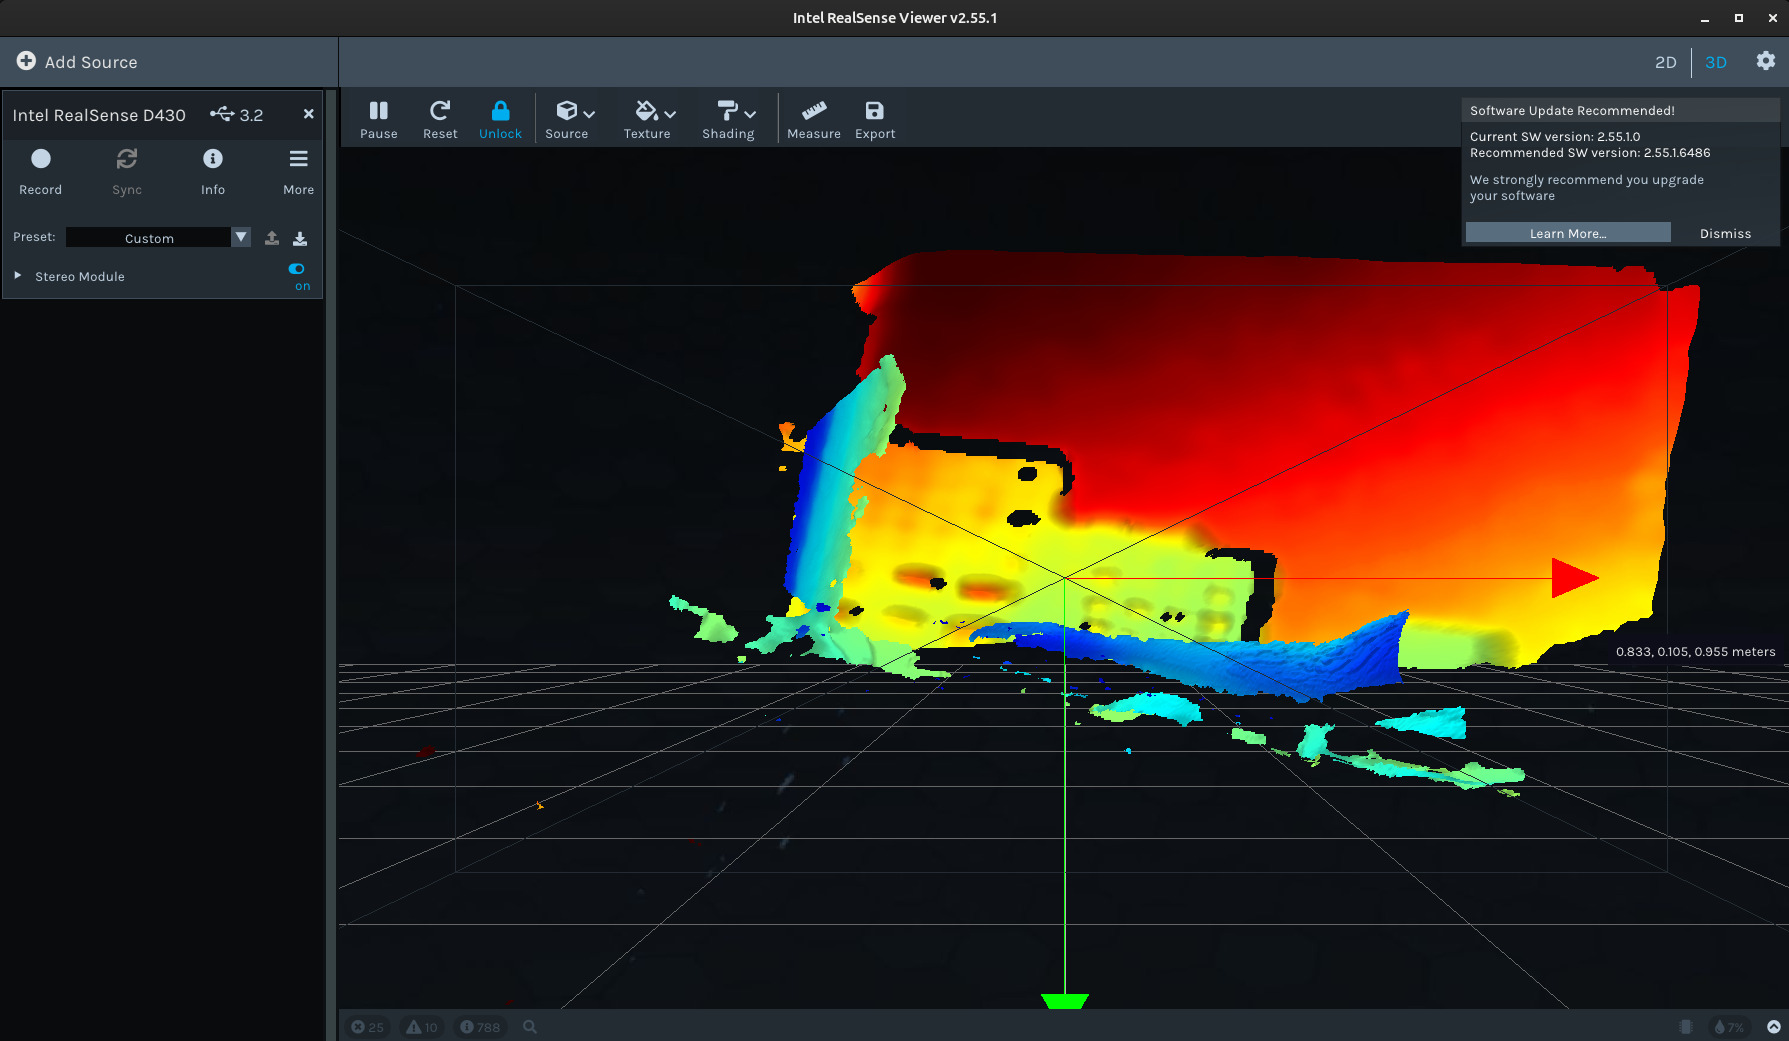 Intel RealSense Viewer v2.55.1
Add Source
2D
3D
Intel RealSense D430
3.2
Record
Sync
Info
More
Preset:
Custom
Stereo Module
on
Pause
Reset
Unlock
Source
Texture
Shading
Measure
Export
Software Update Recommended!
Current SW version: 2.55.1.0
Recommended SW version: 2.55.1.6486
We strongly recommend you upgrade
your software
Learn More...
Dismiss
0.833, 0.105, 0.955 meters
25
10
788
7%